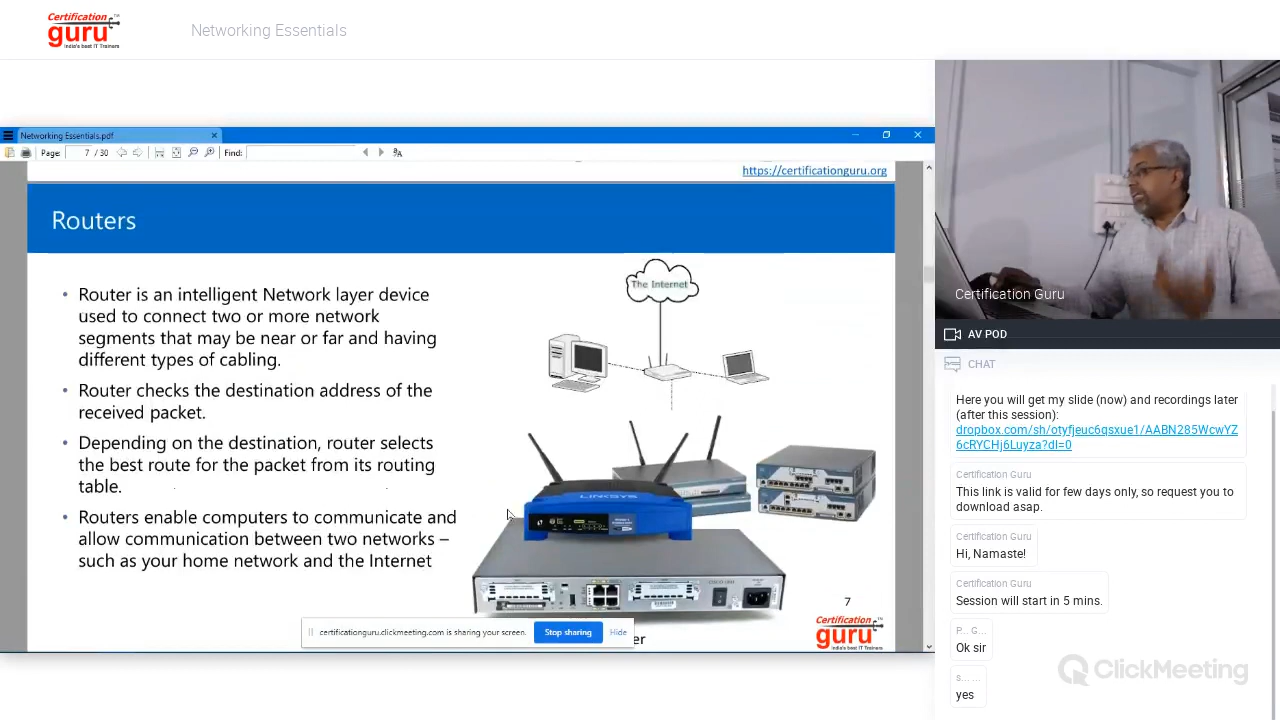 Certification
guru™
India's best IT Trainers
Networking Essentials
Networking Essentials.pdf
Page: 7 / 30 Find:
https://certificationguru.org
Routers
• Router is an intelligent Network layer device
used to connect two or more network
segments that may be near or far and having
different types of cabling.
• Router checks the destination address of the
received packet.
• Depending on the destination, router selects
the best route for the packet from its routing
table.
• Routers enable computers to communicate and
allow communication between two networks –
such as your home network and the Internet
The Internet
LINKSYS
7
certificationguru.clickmeeting.com is sharing your screen. Stop sharing Hide
er
Certification
guru™
India's best IT Trainers
Certification Guru
AV POD
CHAT
Here you will get my slide (now) and recordings later
(after this session):
dropbox.com/sh/otyfjeuc6qsxue1/AABN285WcwYZ
6cRYCHj6Luyza?dl=0
Certification Guru
This link is valid for few days only, so request you to
download asap.
Certification Guru
Hi, Namaste!
Certification Guru
Session will start in 5 mins.
P... G...
Ok sir
s... ...
yes
ClickMeeting